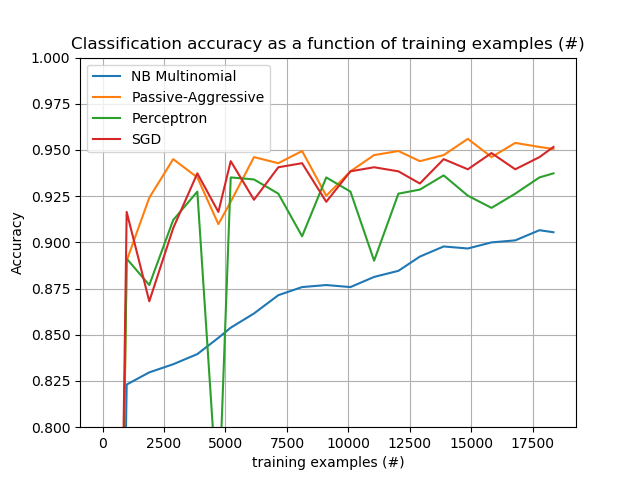 Classification accuracy as a function of training examples (#)
NB Multinomial
Passive-Aggressive
Perceptron
SGD
Accuracy
1.000
0.975
0.950
0.925
0.900
0.875
0.850
0.825
0.800
0 2500 5000 7500 10000 12500 15000 17500
training examples (#)